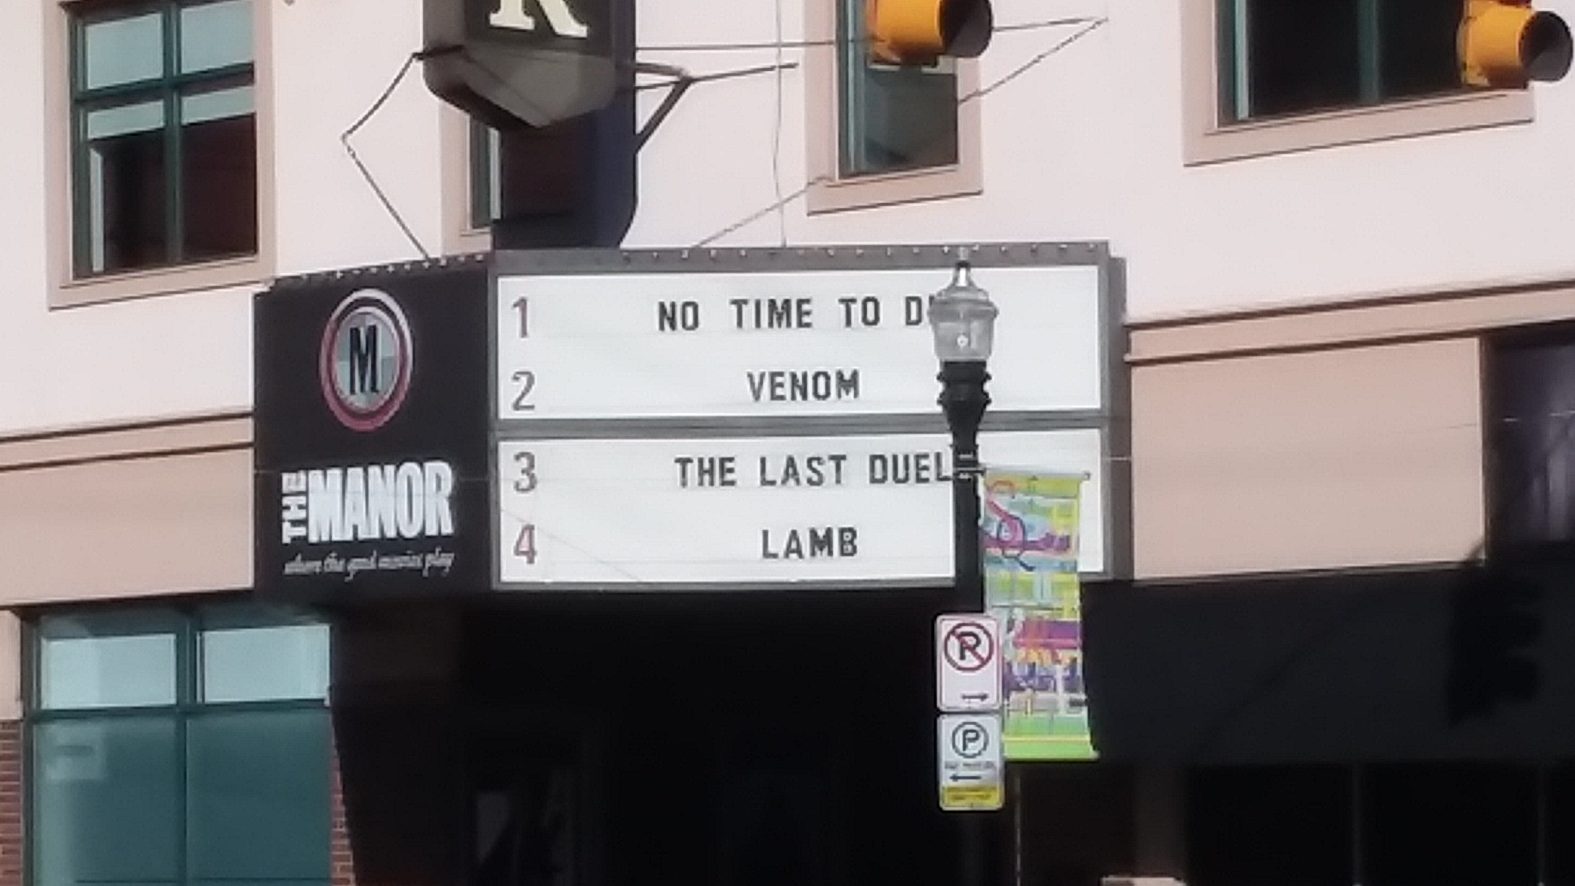 R
M
THE MANOR
where the good movies play
1 NO TIME TO D
2 VENOM
3 THE LAST DUEL
4 LAMB
P
P